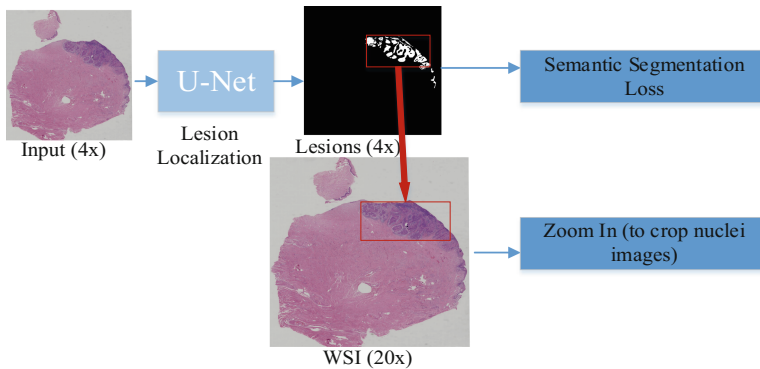 U-Net
Semantic Segmentation
Loss
Lesion
Localization
Input (4x)
Lesions (4x)
Zoom In (to crop nuclei
images)
WSI (20x)